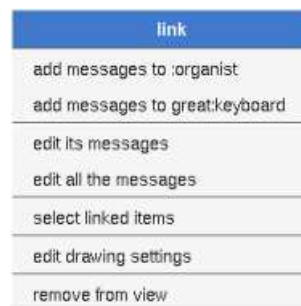 link
add messages to :organist
add messages to great:keyboard
edit its messages
edit all the messages
select linked items
edit drawing settings
remove from view